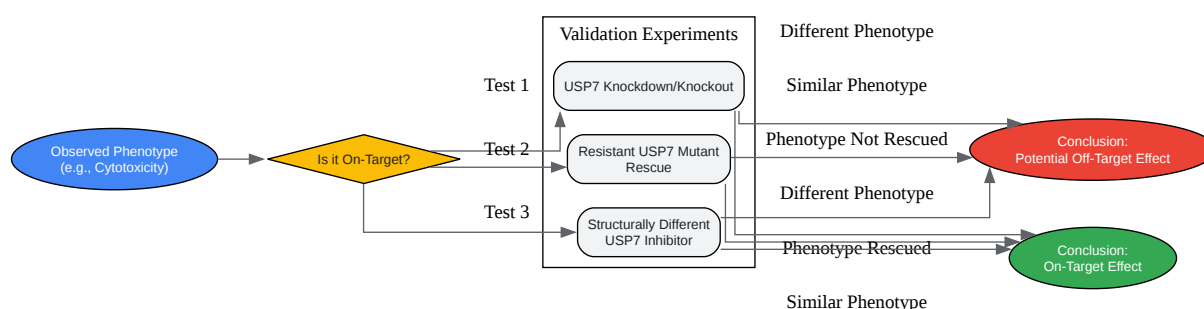 Validation Experiments
Different Phenotype
Test 1
USP7 Knockdown/Knockout
Similar Phenotype
Observed Phenotype
(e.g., Cytotoxicity)
Is it On-Target?
Test 2
Resistant USP7 Mutant
Rescue
Phenotype Not Rescued
Conclusion:
Potential Off-Target Effect
Different Phenotype
Test 3
Structurally Different
USP7 Inhibitor
Phenotype Rescued
Conclusion:
On-Target Effect
Similar Phenotype